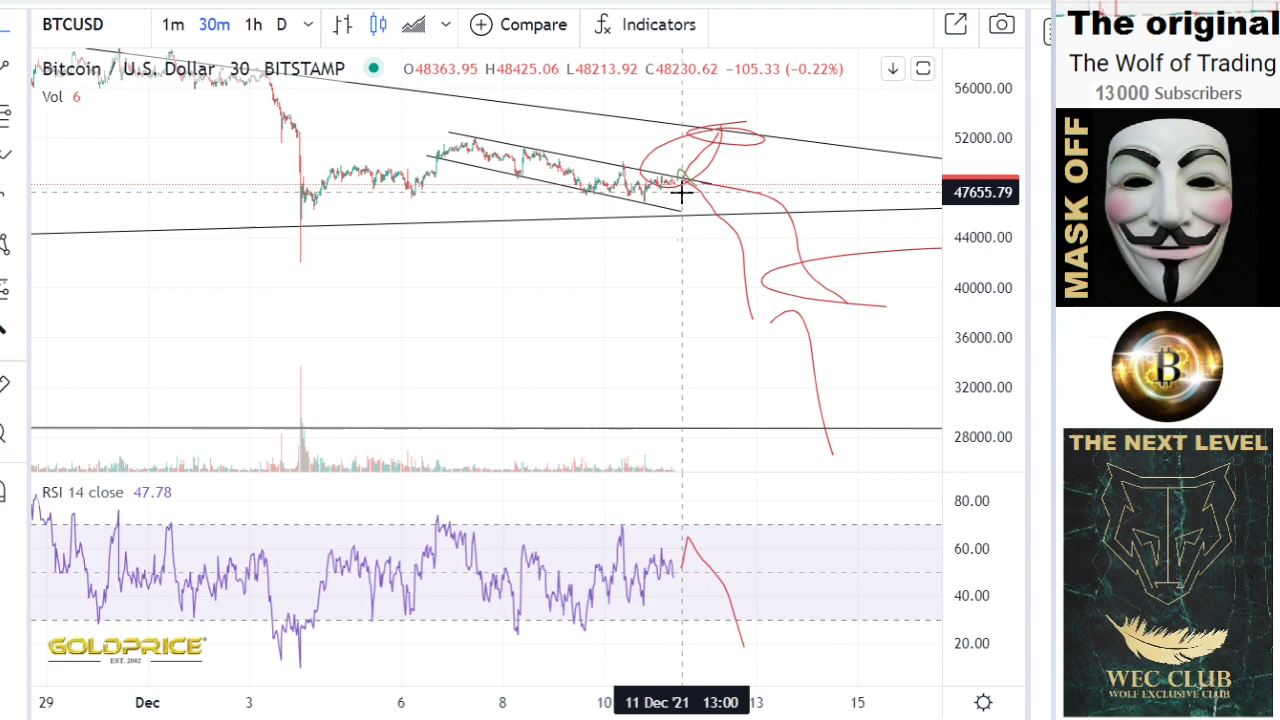 BTCUSD 1m 30m 1h D Compare Indicators
Bitcoin / U.S. Dollar 30 BITSTAMP O48363.95 H48425.06 L48213.92 C48230.62 −105.33 (−0.22%)
Vol 6
56000.00
52000.00
47655.79
44000.00
40000.00
36000.00
32000.00
28000.00
RSI 14 close 47.78
80.00
60.00
40.00
20.00
GOLDPRICE
EST. 2002
29 Dec 3 6 8 10 11 Dec '21 13:00 13 15
The original
The Wolf of Trading
13000 Subscribers
MASK OFF
B
THE NEXT LEVEL
WEC CLUB
WOLF EXCLUSIVE CLUB